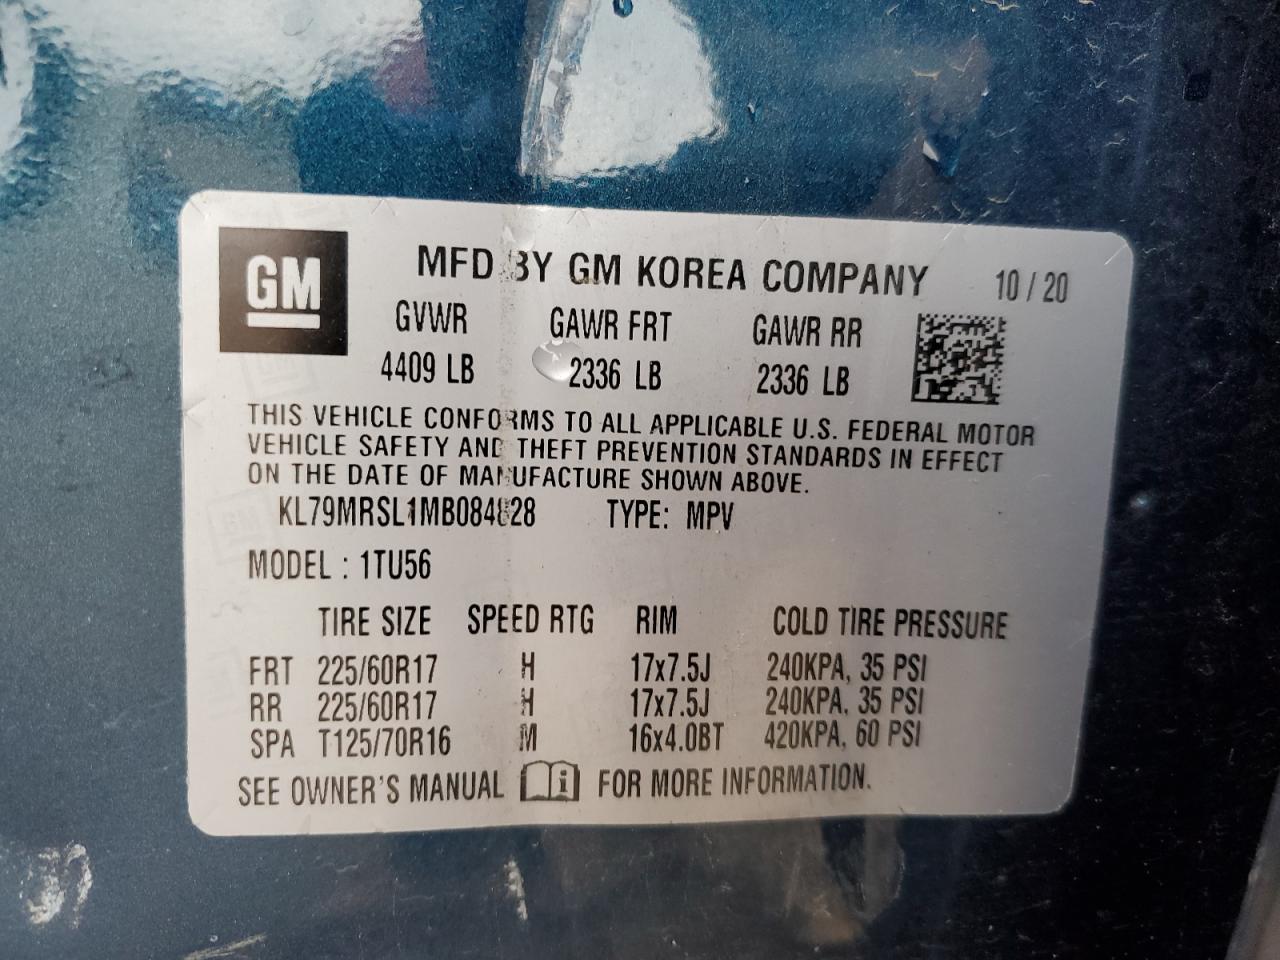 GM
MFD BY GM KOREA COMPANY 10 / 20
GVWR GAWR FRT GAWR RR
4409 LB 2336 LB 2336 LB
THIS VEHICLE CONFORMS TO ALL APPLICABLE U.S. FEDERAL MOTOR
VEHICLE SAFETY AND THEFT PREVENTION STANDARDS IN EFFECT
ON THE DATE OF MANUFACTURE SHOWN ABOVE.
KL79MRSL1MB084828 TYPE: MPV
MODEL : 1TU56
TIRE SIZE SPEED RTG RIM COLD TIRE PRESSURE
FRT 225/60R17 H 17x7.5J 240KPA, 35 PSI
RR 225/60R17 H 17x7.5J 240KPA, 35 PSI
SPA T125/70R16 M 16x4.0BT 420KPA, 60 PSI
SEE OWNER'S MANUAL i FOR MORE INFORMATION.